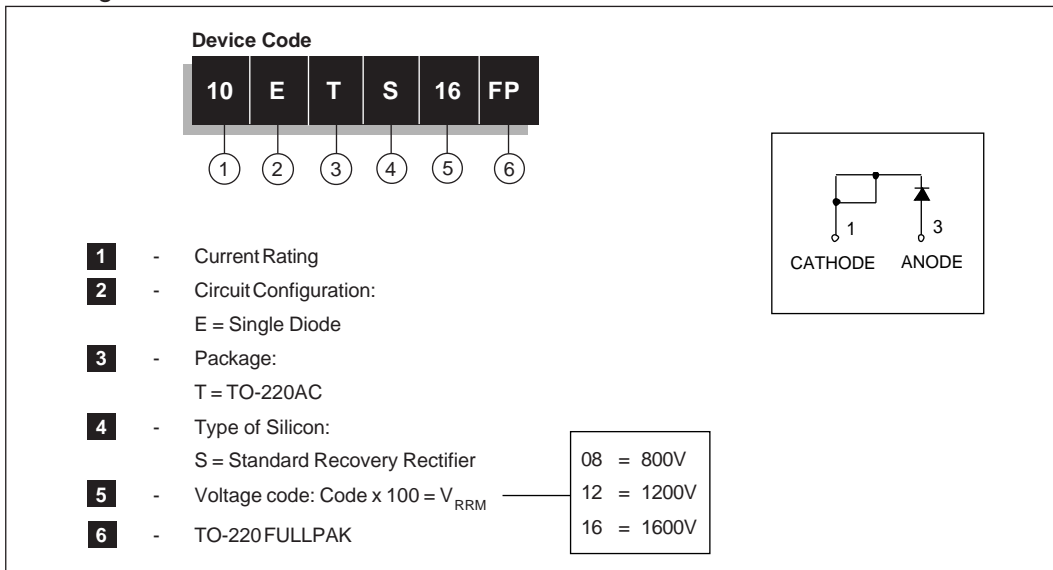 Device Code
10 E T S 16 FP
1 2 3 4 5 6
1 - Current Rating
2 - Circuit Configuration:
E = Single Diode
3 - Package:
T = TO-220AC
4 - Type of Silicon:
S = Standard Recovery Rectifier
5 - Voltage code: Code x 100 = VRRM
6 - TO-220 FULLPAK
08 = 800V
12 = 1200V
16 = 1600V
1 3
CATHODE ANODE